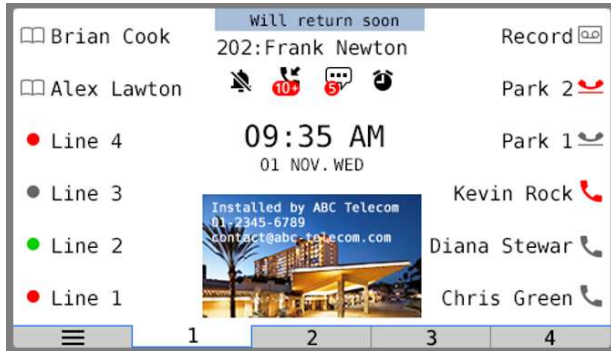 Will return soon
202:Frank Newton
Brian Cook
Alex Lawton
Line 4
Line 3
Line 2
Line 1
10+
5
09:35 AM
01 NOV. WED
Installed by ABC Telecom
01-2345-6789
contact@abc-telecom.com
Record
Park 2
Park 1
Kevin Rock
Diana Stewar
Chris Green
1
2
3
4